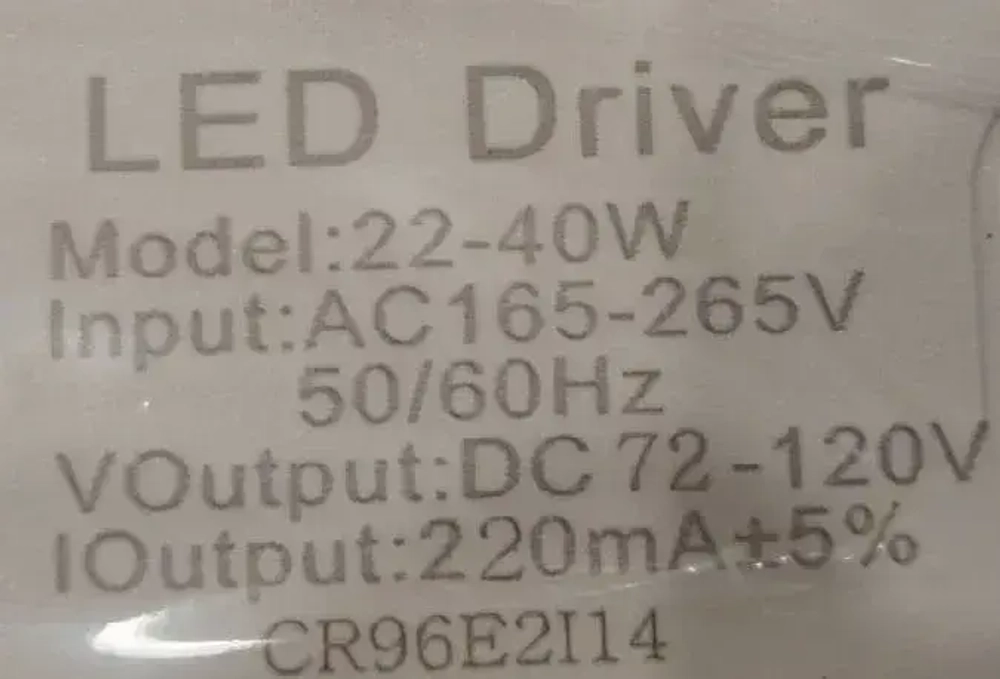 LED Driver
Model:22-40W
Input:AC165-265V
50/60Hz
VOutput:DC 72-120V
IOutput:220mA±5%
CR96E2I14